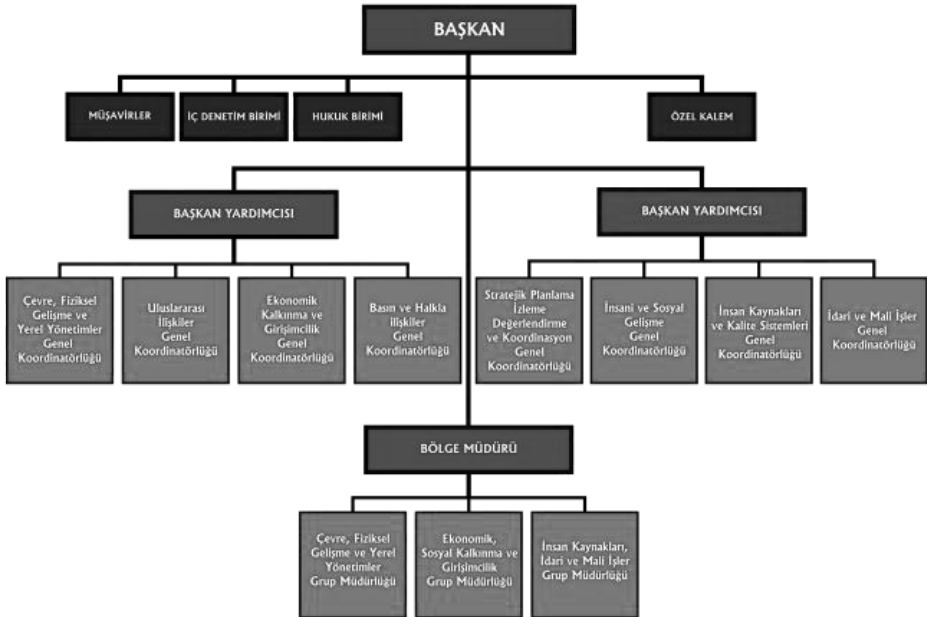 BAŞKAN
MÜŞAVİRLER
İÇ DENETİM BİRİMİ
HUKUK BİRİMİ
ÖZEL KALEM
BAŞKAN YARDIMCISI
BAŞKAN YARDIMCISI
Çevre, Fiziksel
Gelişme ve
Yerel Yönetimler
Genel
Koordinatörlüğü
Uluslararası
İlişkiler
Genel
Koordinatörlüğü
Ekonomik
Kalkınma ve
Girişimcilik
Genel
Koordinatörlüğü
Basın ve Halkla
ilişkiler
Genel
Koordinatörlüğü
Stratejik Planlama
İzleme
Değerlendirme
ve Koordinasyon
Genel
Koordinatörlüğü
İnsani ve Sosyal
Gelişme
Genel
Koordinatörlüğü
İnsan Kaynakları
ve Kalite Sistemleri
Genel
Koordinatörlüğü
İdari ve Mali İşler
Genel
Koordinatörlüğü
BÖLGE MÜDÜRÜ
Çevre, Fiziksel
Gelişme ve Yerel
Yönetimler
Grup Müdürlüğü
Ekonomik,
Sosyal Kalkınma ve
Girişimcilik
Grup Müdürlüğü
İnsan Kaynakları,
İdari ve Mali İşler
Grup Müdürlüğü